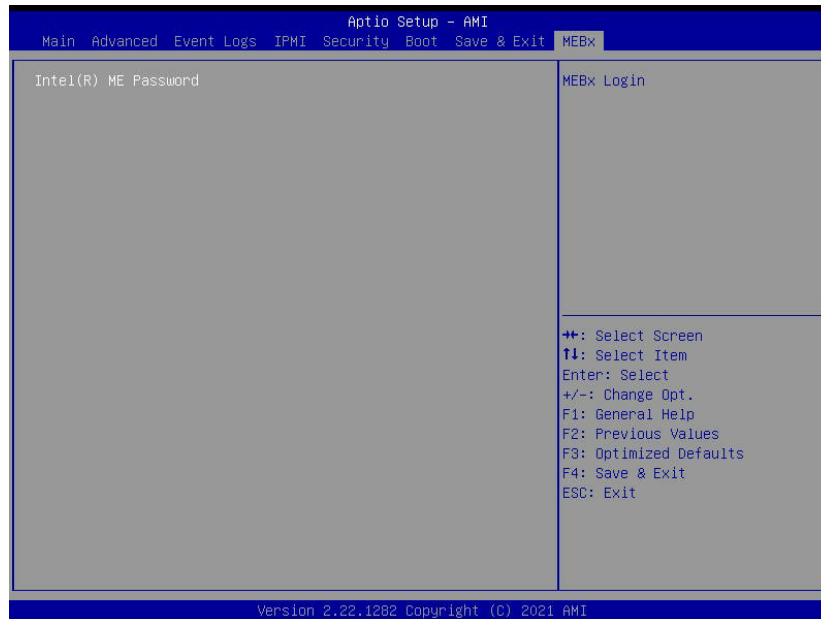 Aptio Setup – AMI
Main Advanced Event Logs IPMI Security Boot Save & Exit MEBx
Intel(R) ME Password
MEBx Login
→←: Select Screen
↑↓: Select Item
Enter: Select
+/-: Change Opt.
F1: General Help
F2: Previous Values
F3: Optimized Defaults
F4: Save & Exit
ESC: Exit
Version 2.22.1282 Copyright (C) 2021 AMI